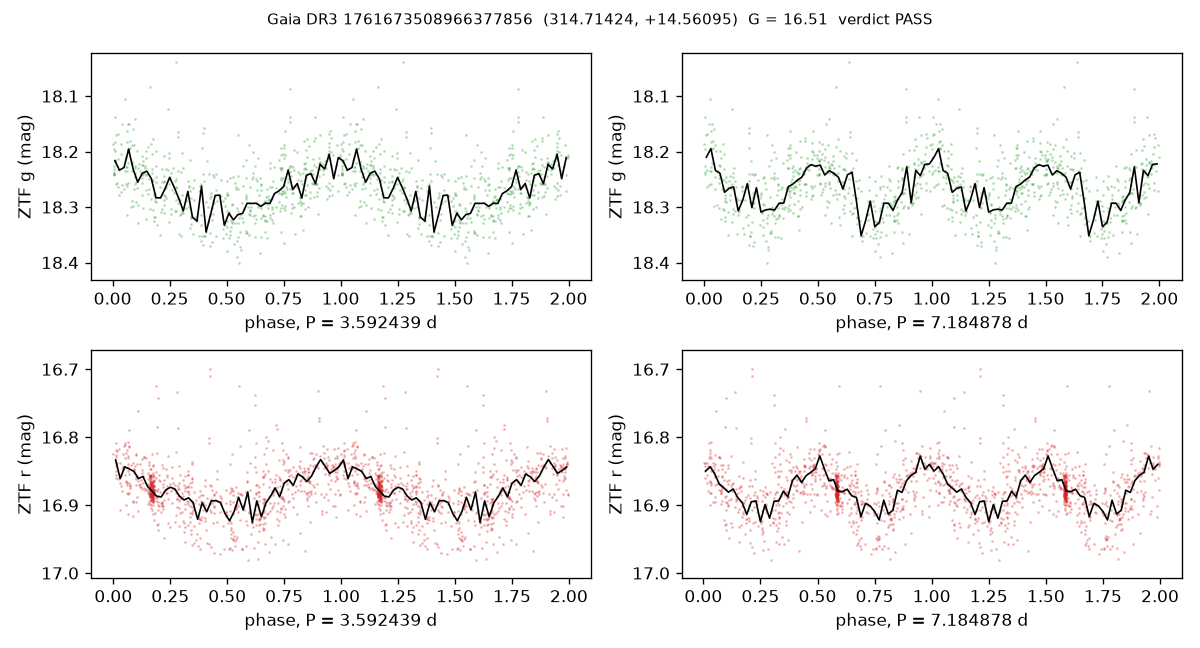 Gaia DR3 1761673508966377856  (314.71424, +14.56095)  G = 16.51  verdict PASS
ZTF g (mag)
18.1
18.2
18.3
18.4
0.00 0.25 0.50 0.75 1.00 1.25 1.50 1.75 2.00
phase, P = 3.592439 d
ZTF g (mag)
18.1
18.2
18.3
18.4
0.00 0.25 0.50 0.75 1.00 1.25 1.50 1.75 2.00
phase, P = 7.184878 d
ZTF r (mag)
16.7
16.8
16.9
17.0
0.00 0.25 0.50 0.75 1.00 1.25 1.50 1.75 2.00
phase, P = 3.592439 d
ZTF r (mag)
16.7
16.8
16.9
17.0
0.00 0.25 0.50 0.75 1.00 1.25 1.50 1.75 2.00
phase, P = 7.184878 d